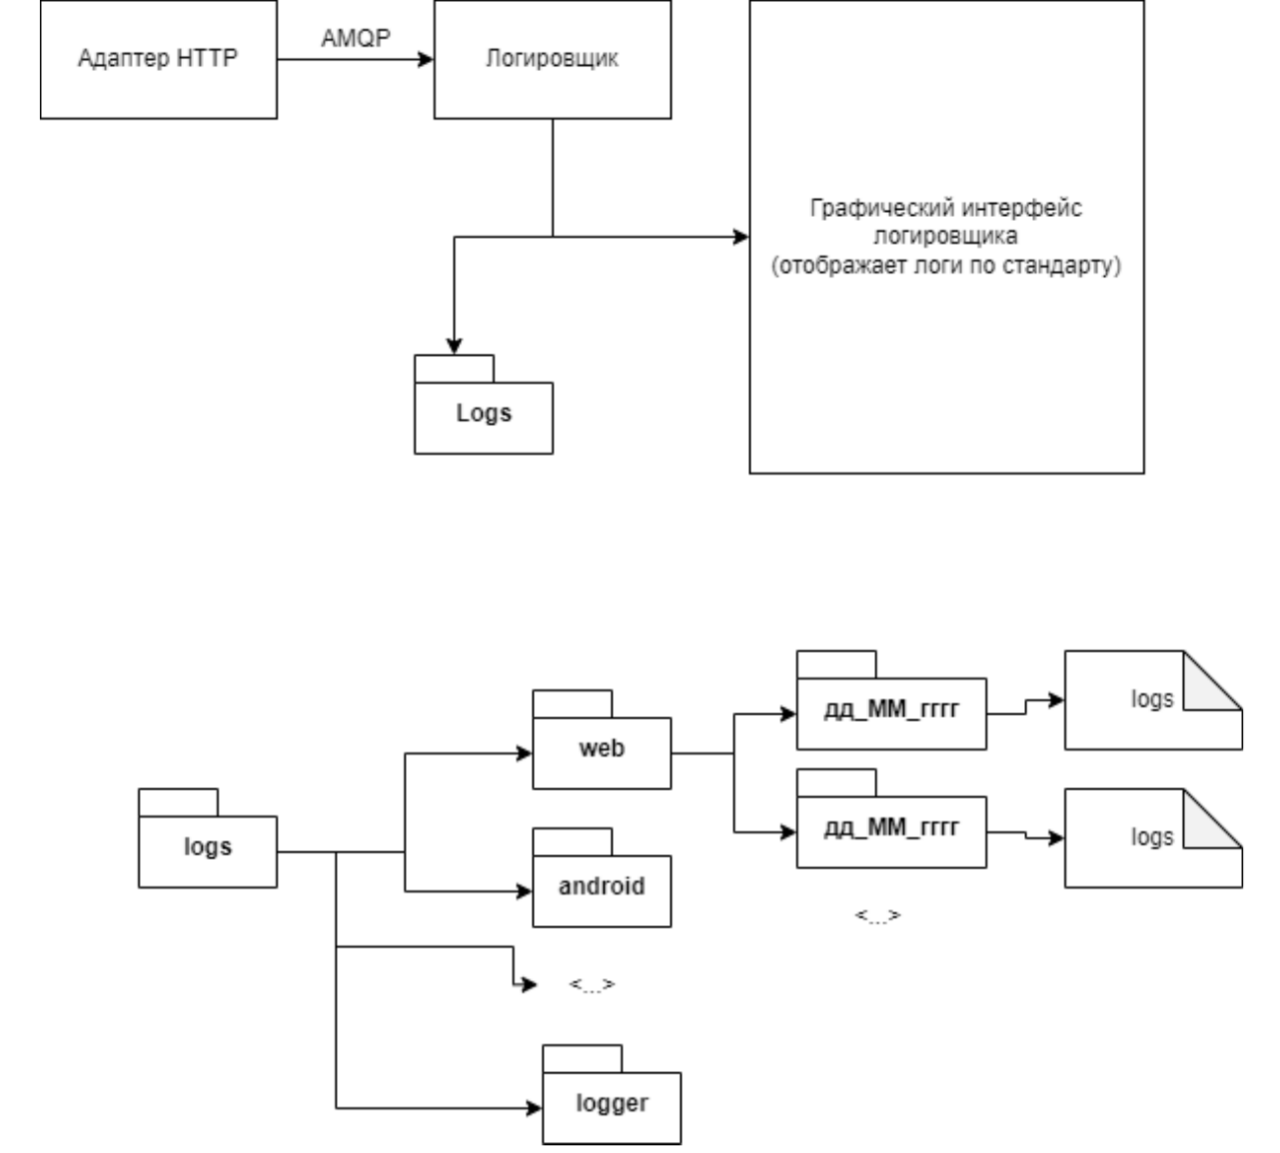 Адаптер HTTP
AMQP
Логировщик
Графический интерфейс
логировщика
(отображает логи по стандарту)
Logs
logs
web
android
<...>
logger
дд_ММ_гггг
logs
дд_ММ_гггг
logs
<...>